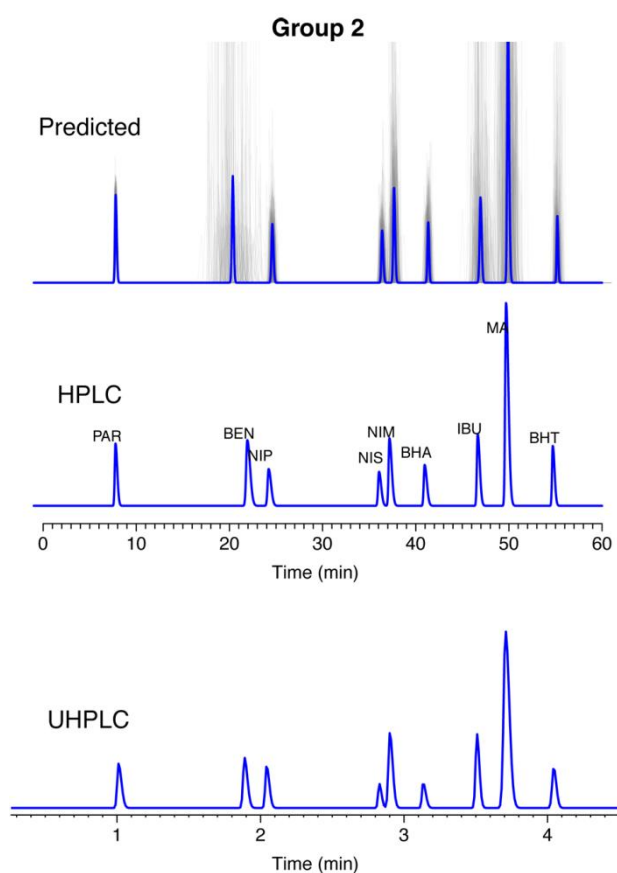 Group 2
Predicted
HPLC
PAR
BEN
NIP
NIS
NIM
BHA
IBU
MA
BHT
0 10 20 30 40 50 60
Time (min)
UHPLC
1 2 3 4
Time (min)